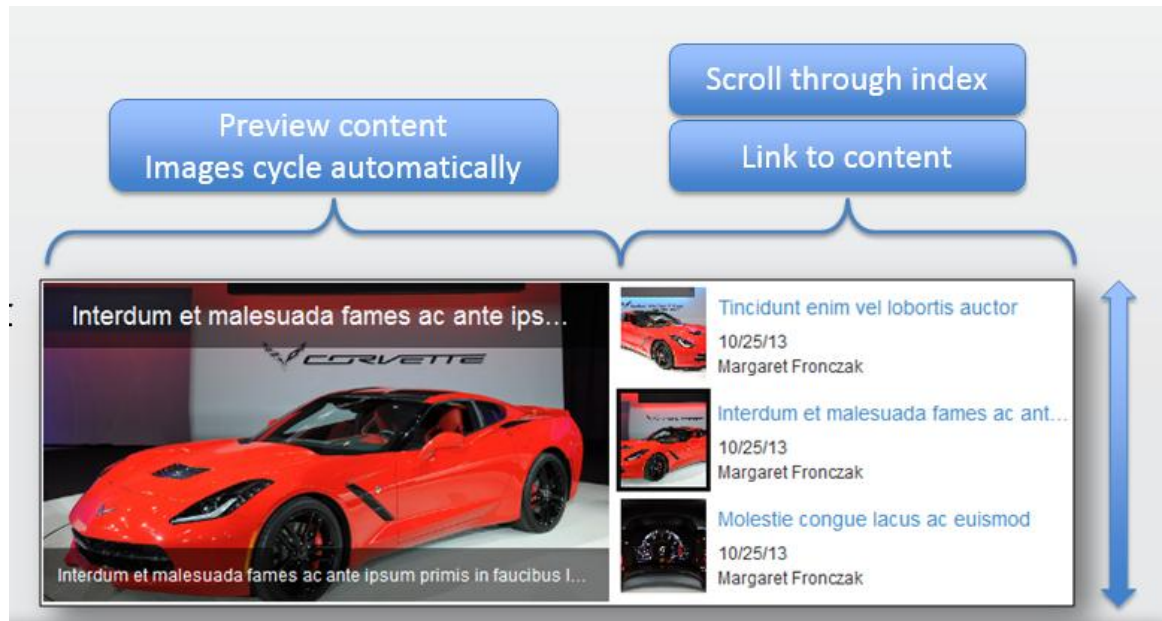 Scroll through index
Preview content
Images cycle automatically
Link to content
Interdum et malesuada fames ac ante ips...
CORVETTE
Interdum et malesuada fames ac ante ipsum primis in faucibus l...
Tincidunt enim vel lobortis auctor
10/25/13
Margaret Fronczak
Interdum et malesuada fames ac ant...
10/25/13
Margaret Fronczak
Molestie congue lacus ac euismod
10/25/13
Margaret Fronczak